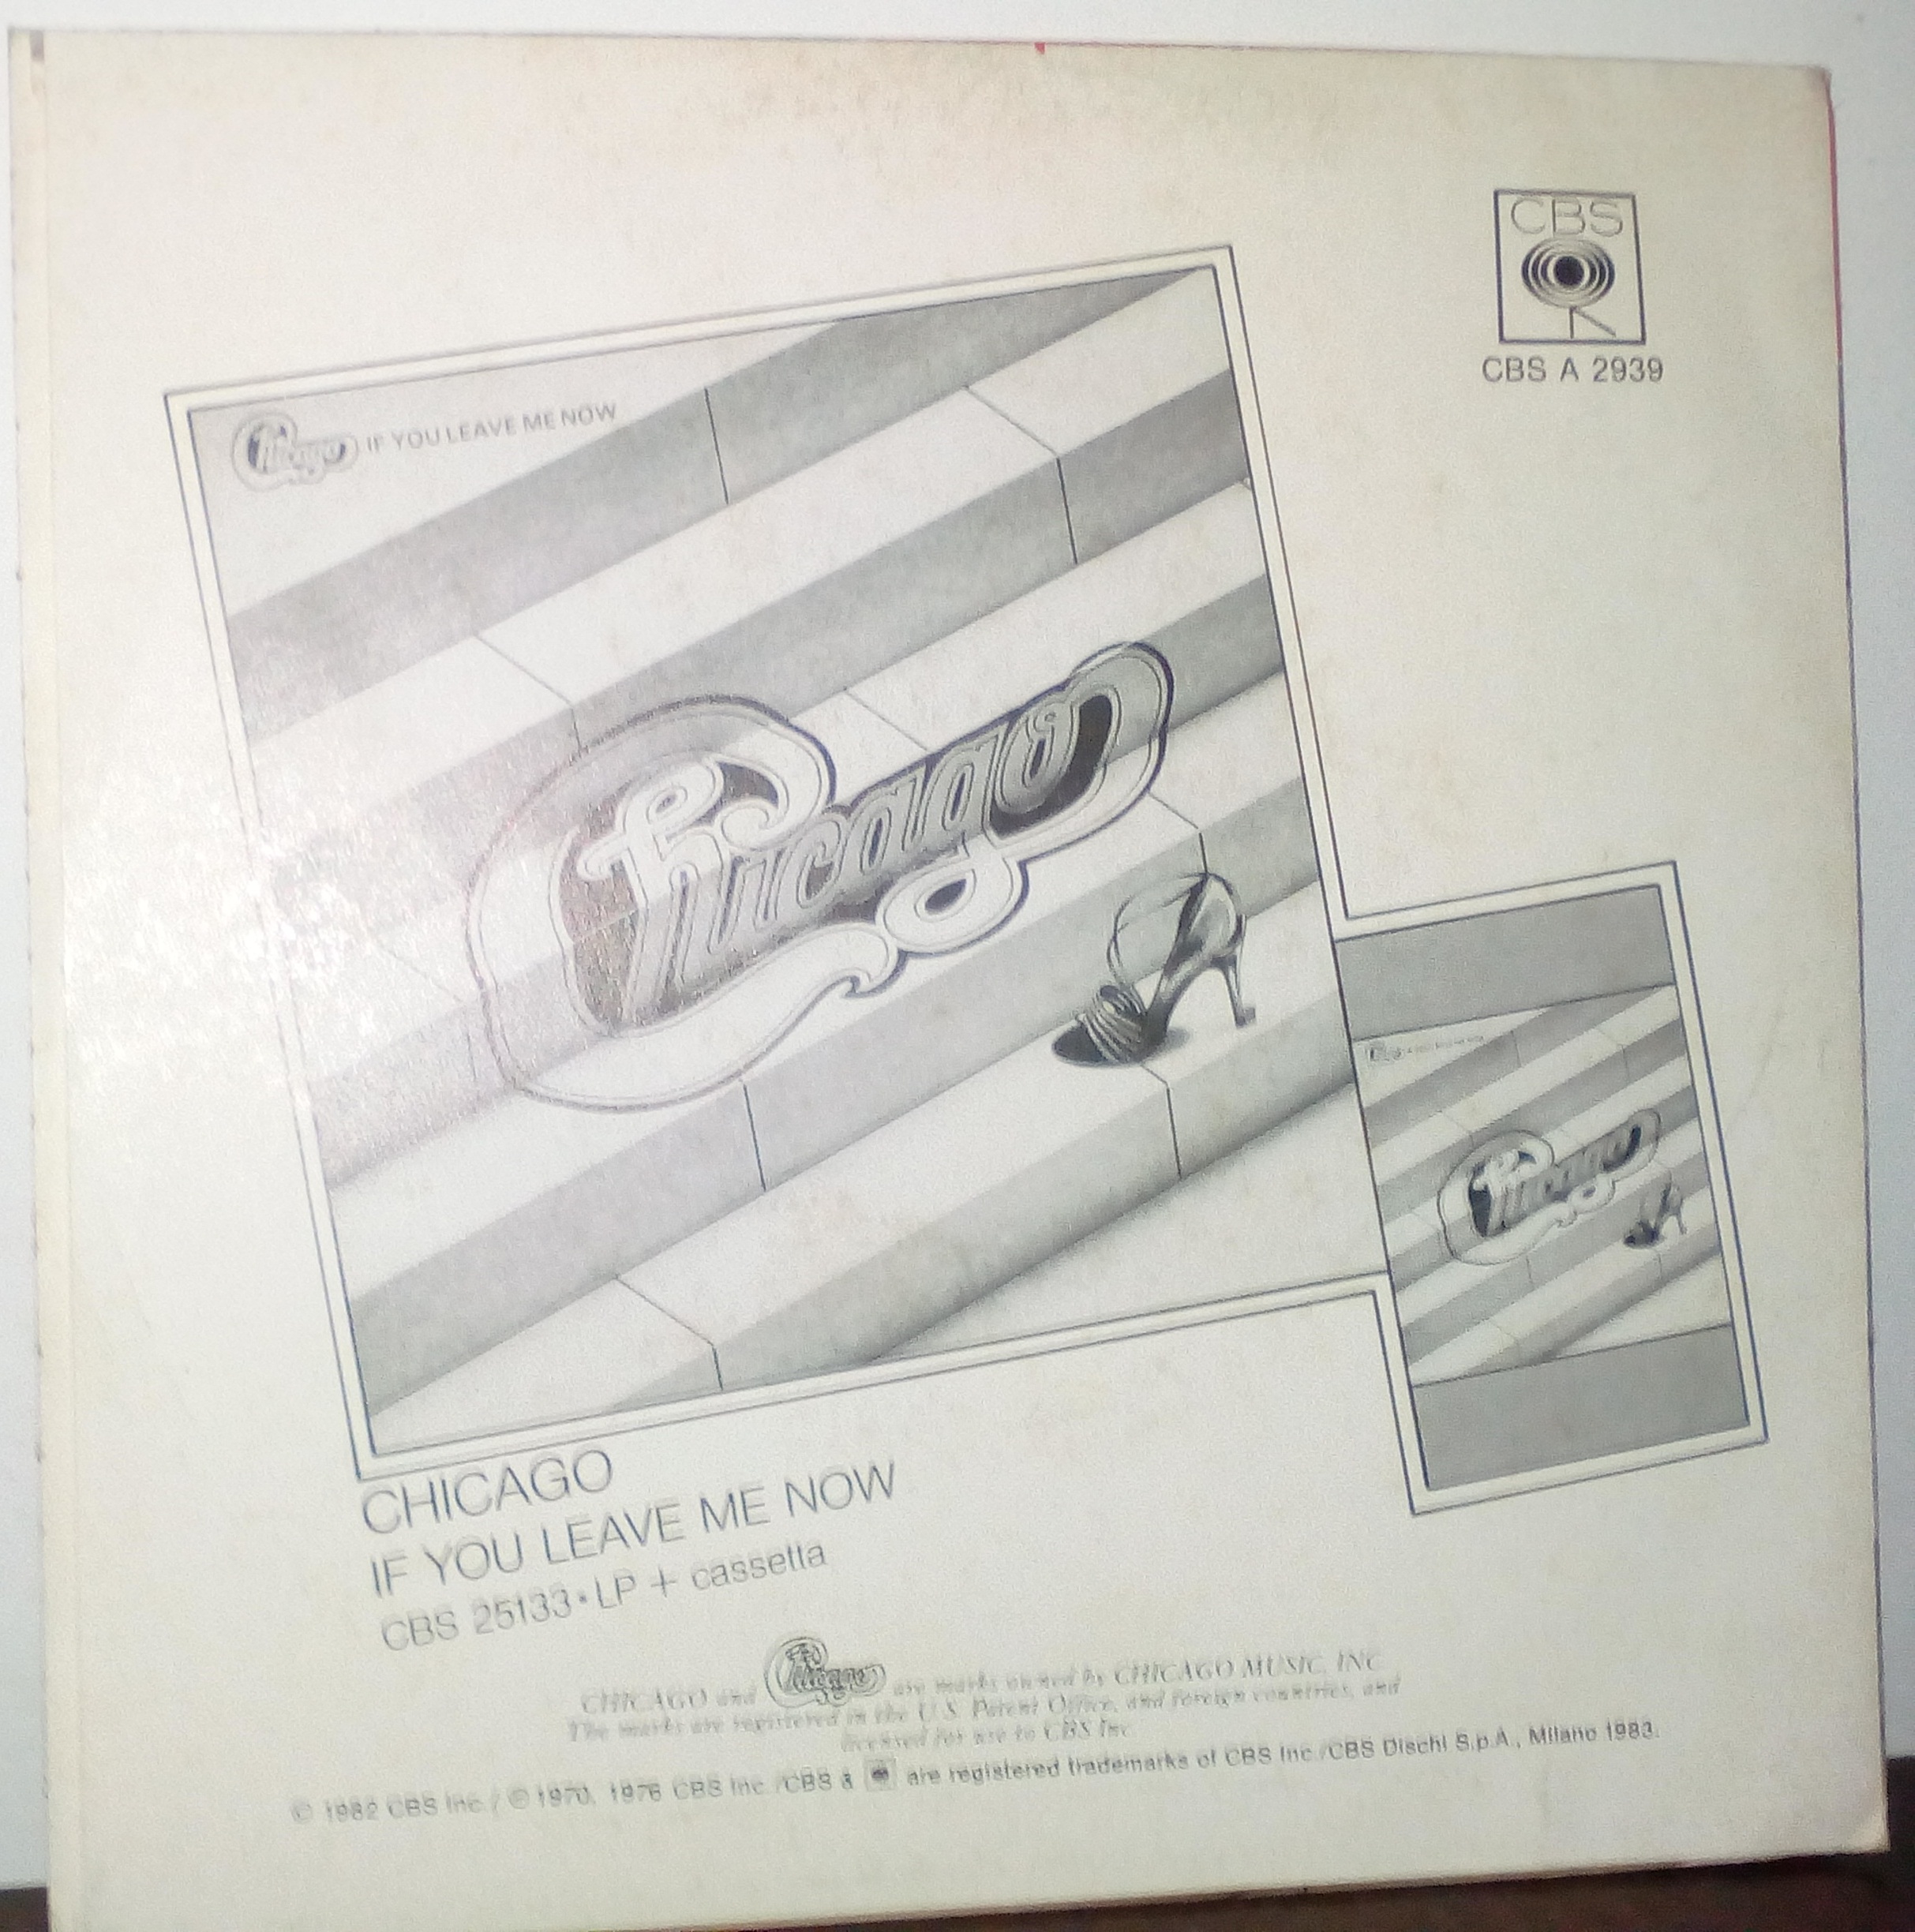 CBS
CBS A 2939
Chicago IF YOU LEAVE ME NOW
Chicago
Chicago
CHICAGO
IF YOU LEAVE ME NOW
CBS 25133 • LP + cassetta
CHICAGO and Chicago are marks owned by CHICAGO MUSIC, INC
The marks are registered in the U.S. Patent Office, and foreign countries, and
licensed for use to CBS Inc
© 1982 CBS Inc. / ℗ 1970, 1976 CBS Inc. /CBS & are registered trademarks of CBS Inc./CBS Dischi S.p.A., Milano 1983.